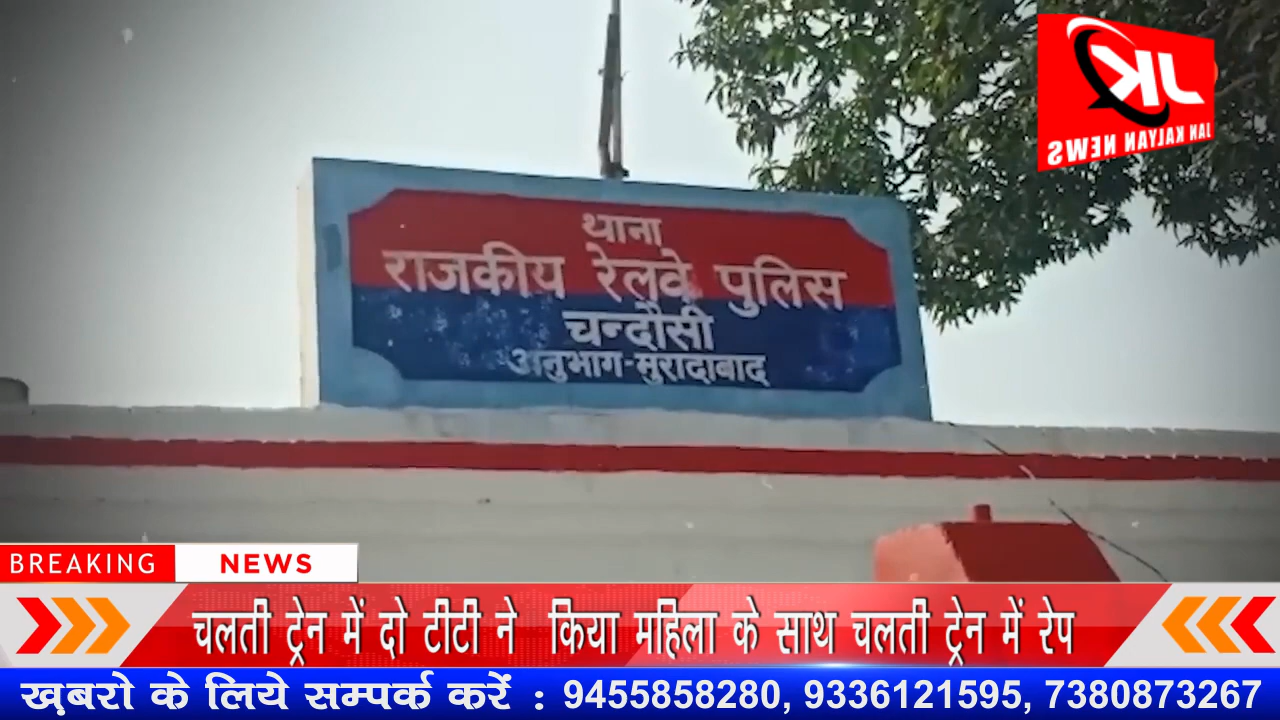 JK
JAN KALYAN NEWS
थाना
राजकीय रेलवे पुलिस
चन्दौसी
अनुभाग-मुरादाबाद
BREAKING NEWS
चलती ट्रेन में दो टीटी ने किया महिला के साथ चलती ट्रेन में रेप
ख़बरो के लिये सम्पर्क करें : 9455858280, 9336121595, 7380873267